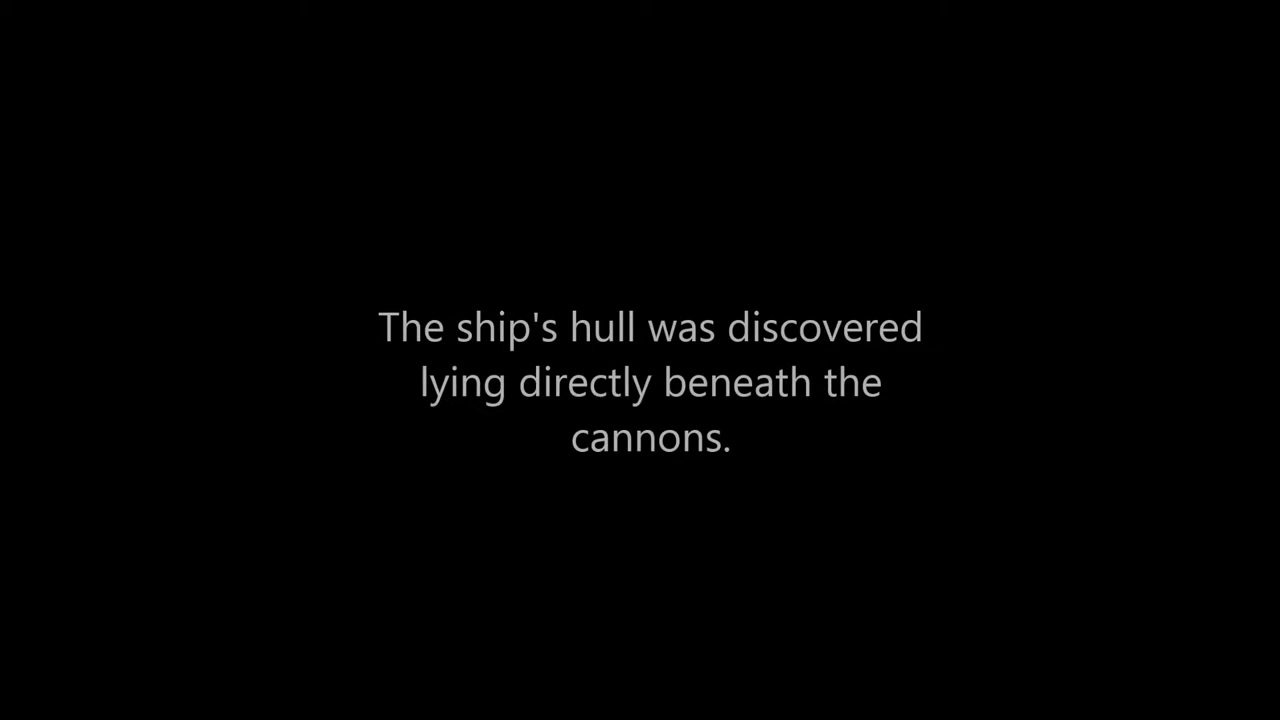 The ship's hull was discovered
lying directly beneath the
cannons.